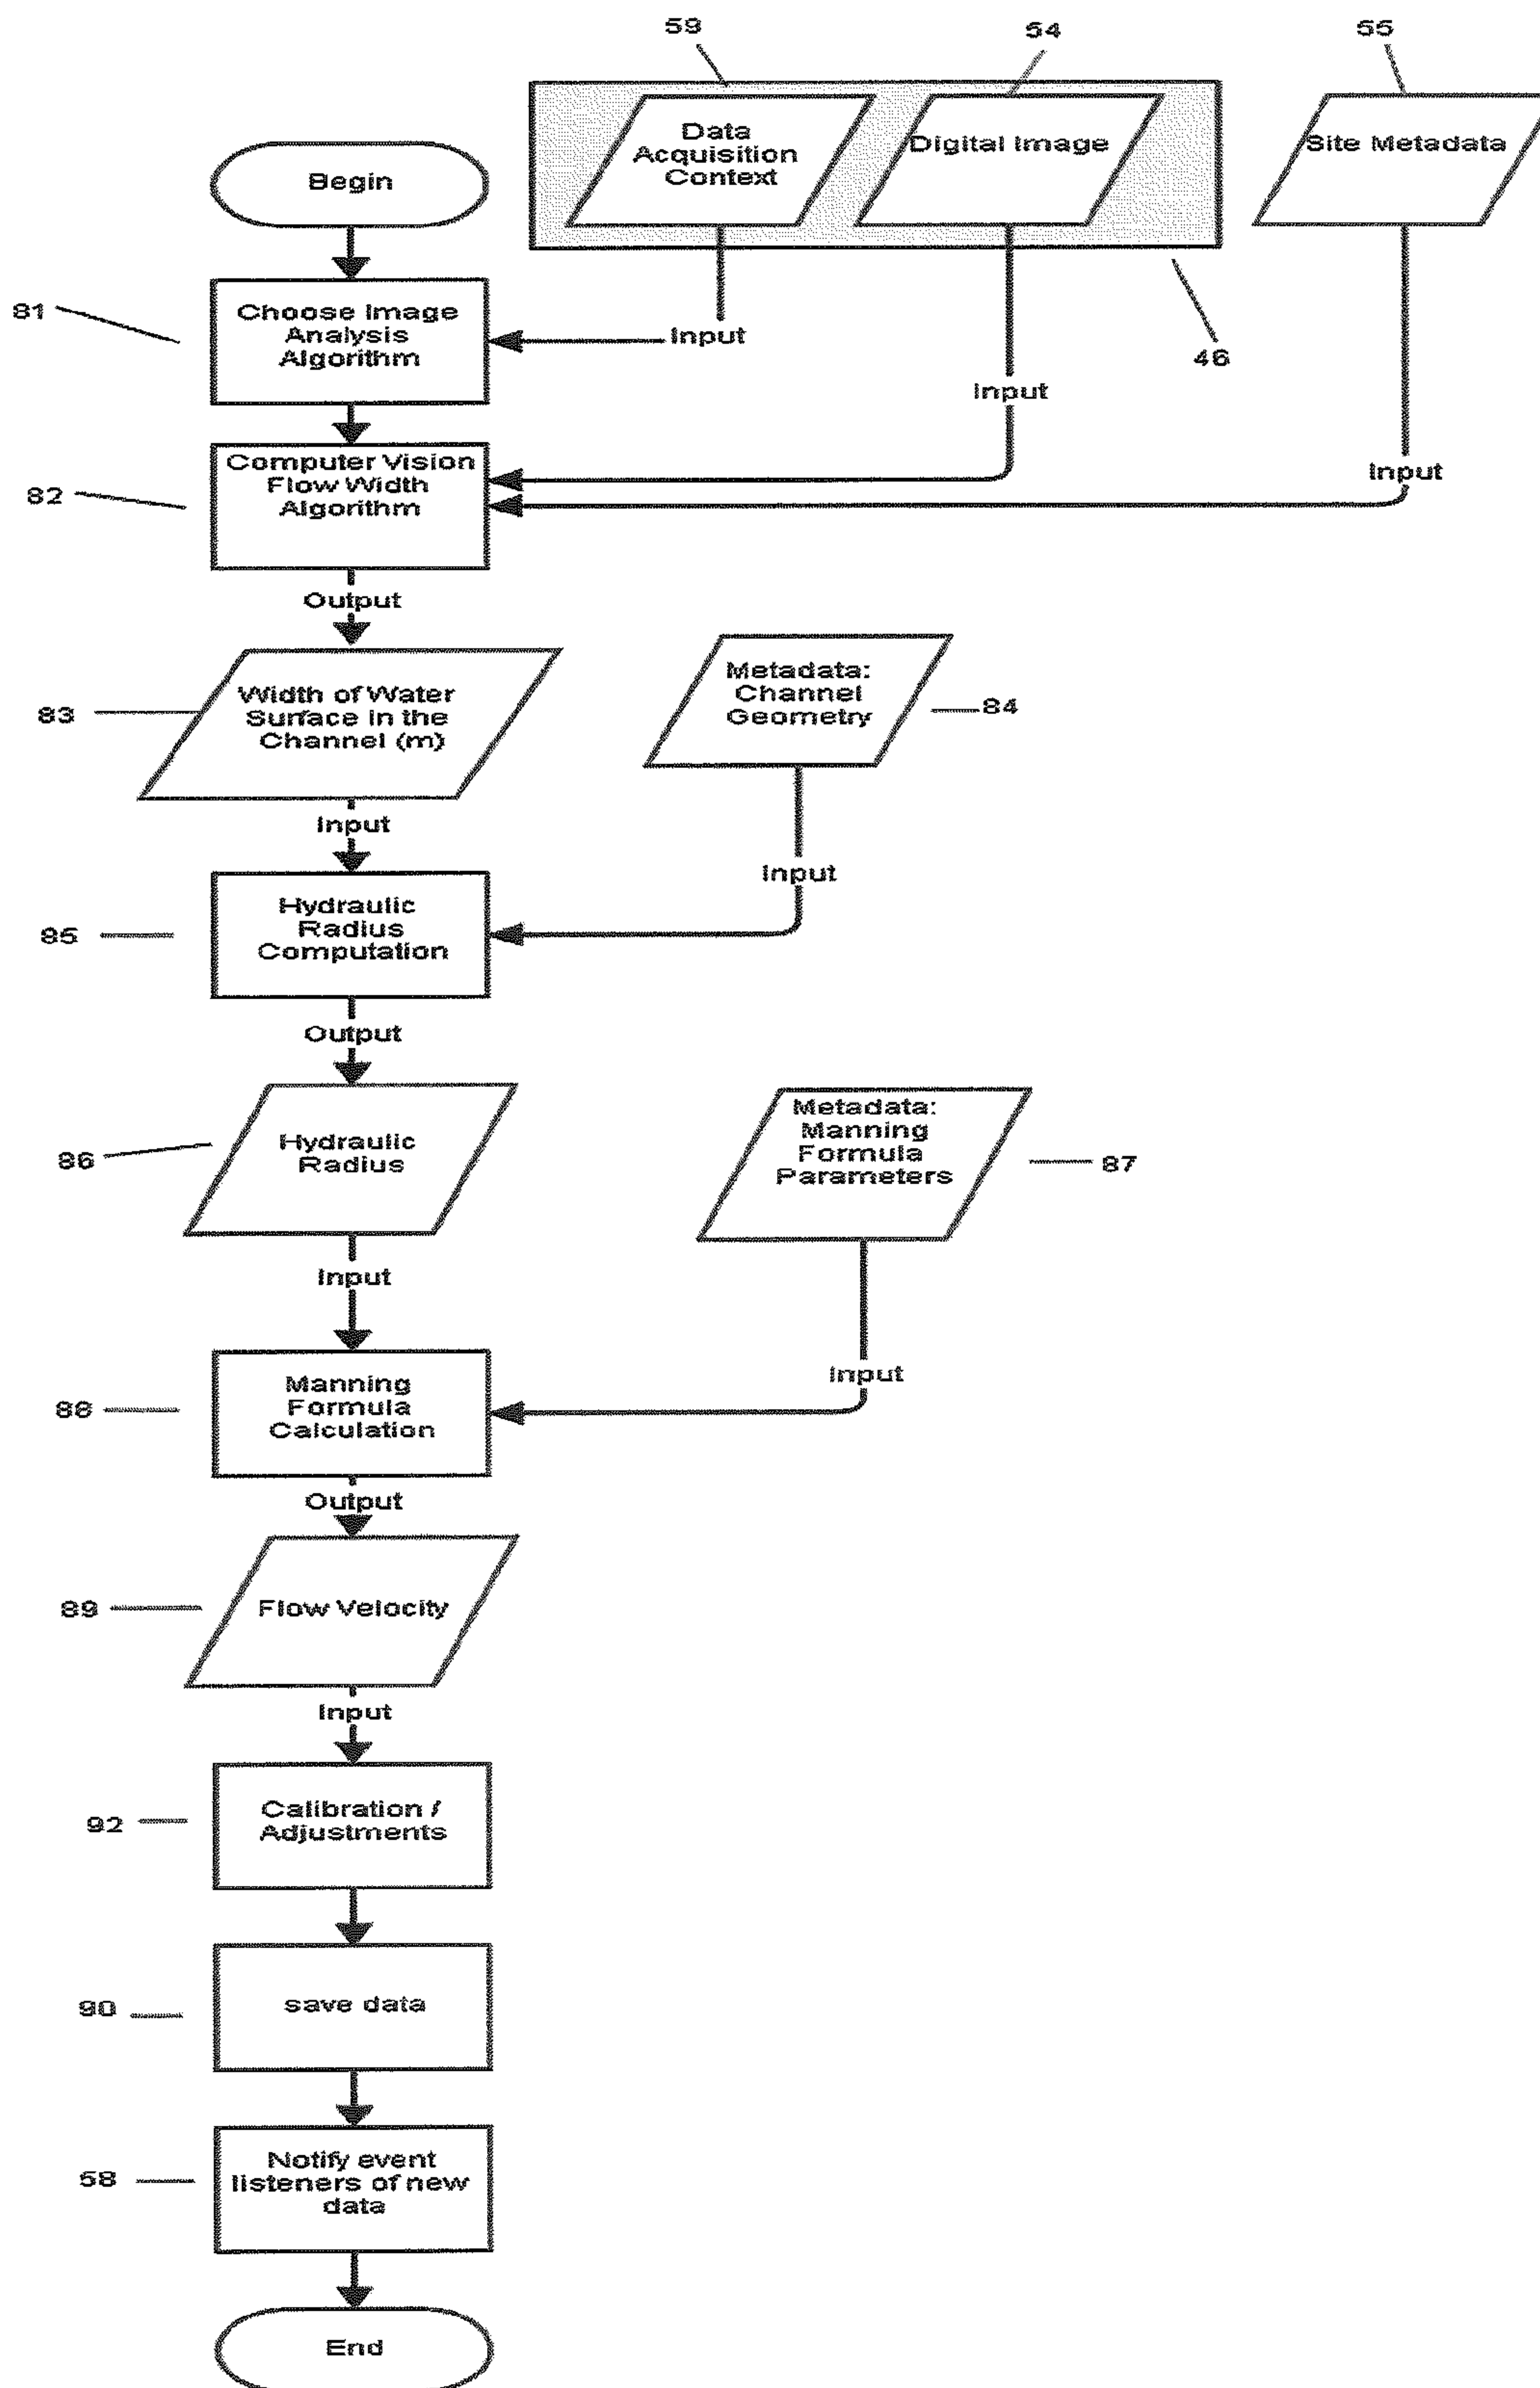 59
54
55
Data
Acquisition
Context
Digital Image
Site Metadata
Begin
81
Choose Image
Analysis
Algorithm
Input
46
Input
82
Computer Vision
Flow Width
Algorithm
Input
Output
83
Width of Water
Surface in the
Channel (m)
Metadata:
Channel
Geometry
84
Input
Input
85
Hydraulic
Radius
Computation
Output
86
Hydraulic
Radius
Metadata:
Manning
Formula
Parameters
87
Input
Input
88
Manning
Formula
Calculation
Output
89
Flow Velocity
Input
92
Calibration /
Adjustments
90
save data
58
Notify event
listeners of new
data
End